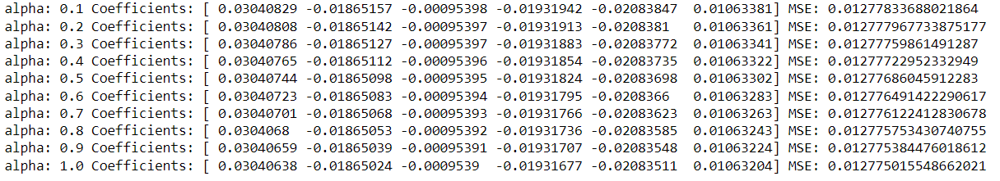 alpha: 0.1 Coefficients: [ 0.03040829 -0.01865157 -0.00095398 -0.01931942 -0.02083847  0.01063381] MSE: 0.01277833688021864
alpha: 0.2 Coefficients: [ 0.03040808 -0.01865142 -0.00095397 -0.01931913 -0.0208381   0.01063361] MSE: 0.012777967733875177
alpha: 0.3 Coefficients: [ 0.03040786 -0.01865127 -0.00095397 -0.01931883 -0.02083772  0.01063341] MSE: 0.01277759861491287
alpha: 0.4 Coefficients: [ 0.03040765 -0.01865112 -0.00095396 -0.01931854 -0.02083735  0.01063322] MSE: 0.01277722952332949
alpha: 0.5 Coefficients: [ 0.03040744 -0.01865098 -0.00095395 -0.01931824 -0.02083698  0.01063302] MSE: 0.01277686045912283
alpha: 0.6 Coefficients: [ 0.03040723 -0.01865083 -0.00095394 -0.01931795 -0.0208366   0.01063283] MSE: 0.012776491422290617
alpha: 0.7 Coefficients: [ 0.03040701 -0.01865068 -0.00095393 -0.01931766 -0.02083623  0.01063263] MSE: 0.012776122412830678
alpha: 0.8 Coefficients: [ 0.0304068  -0.01865053 -0.00095392 -0.01931736 -0.02083585  0.01063243] MSE: 0.012775753430740755
alpha: 0.9 Coefficients: [ 0.03040659 -0.01865039 -0.00095391 -0.01931707 -0.02083548  0.01063224] MSE: 0.012775384476018612
alpha: 1.0 Coefficients: [ 0.03040638 -0.01865024 -0.0009539  -0.01931677 -0.02083511  0.01063204] MSE: 0.012775015548662021